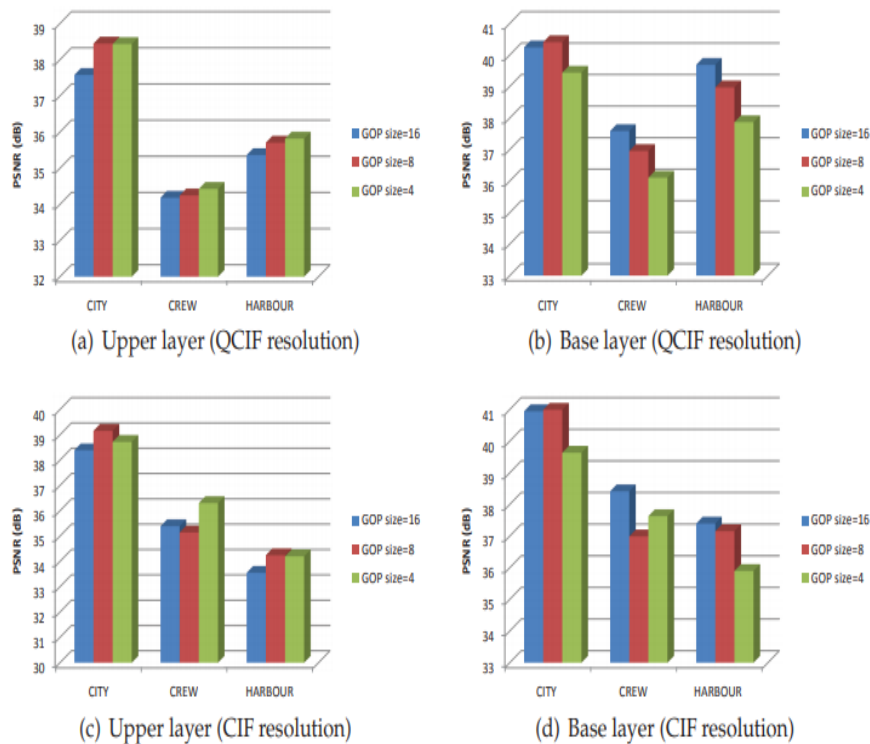 39
38
37
36
35
34
33
32
PSNR (dB)
CITY CREW HARBOUR
GOP size=16
GOP size=8
GOP size=4
(a) Upper layer (QCIF resolution)
41
40
39
38
37
36
35
34
33
PSNR (dB)
CITY CREW HARBOUR
GOP size=16
GOP size=8
GOP size=4
(b) Base layer (QCIF resolution)
40
39
38
37
36
35
34
33
32
31
30
PSNR (dB)
CITY CREW HARBOUR
GOP size=16
GOP size=8
GOP size=4
(c) Upper layer (CIF resolution)
41
40
39
38
37
36
35
34
33
PSNR (dB)
CITY CREW HARBOUR
GOP size=16
GOP size=8
GOP size=4
(d) Base layer (CIF resolution)